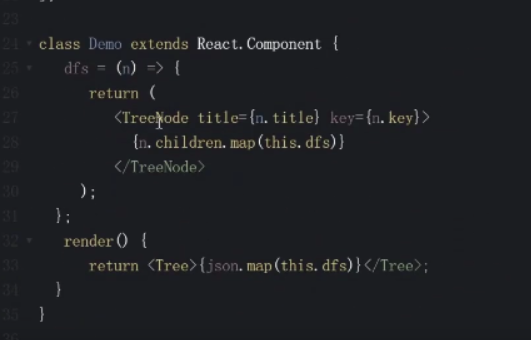 23
24 class Demo extends React.Component {
25 dfs = (n) => {
26 return (
27 <TreeNode title={n.title} key={n.key}>
28 {n.children.map(this.dfs)}
29 </TreeNode>
30 );
31 };
32 render() {
33 return <Tree>{json.map(this.dfs)}</Tree>;
34 }
35 }